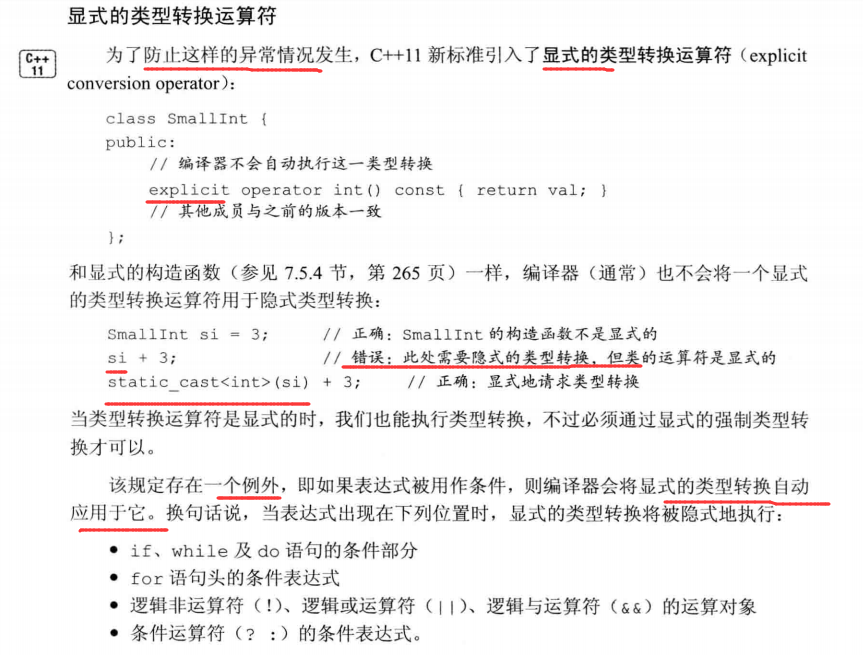 显式的类型转换运算符
C++
11
为了防止这样的异常情况发生，C++11 新标准引入了显式的类型转换运算符（explicit
conversion operator）：
class SmallInt {
public:
// 编译器不会自动执行这一类型转换
explicit operator int() const { return val; }
// 其他成员与之前的版本一致
};
和显式的构造函数（参见 7.5.4 节，第 265 页）一样，编译器（通常）也不会将一个显式
的类型转换运算符用于隐式类型转换：
SmallInt si = 3; // 正确：SmallInt 的构造函数不是显式的
si + 3; // 错误：此处需要隐式的类型转换，但类的运算符是显式的
static_cast<int>(si) + 3; // 正确：显式地请求类型转换
当类型转换运算符是显式的时，我们也能执行类型转换，不过必须通过显式的强制类型转
换才可以。
该规定存在一个例外，即如果表达式被用作条件，则编译器会将显式的类型转换自动
应用于它。换句话说，当表达式出现在下列位置时，显式的类型转换将被隐式地执行：
• if、while 及 do 语句的条件部分
• for 语句头的条件表达式
• 逻辑非运算符（!）、逻辑或运算符（||）、逻辑与运算符（&&）的运算对象
• 条件运算符（? :）的条件表达式。